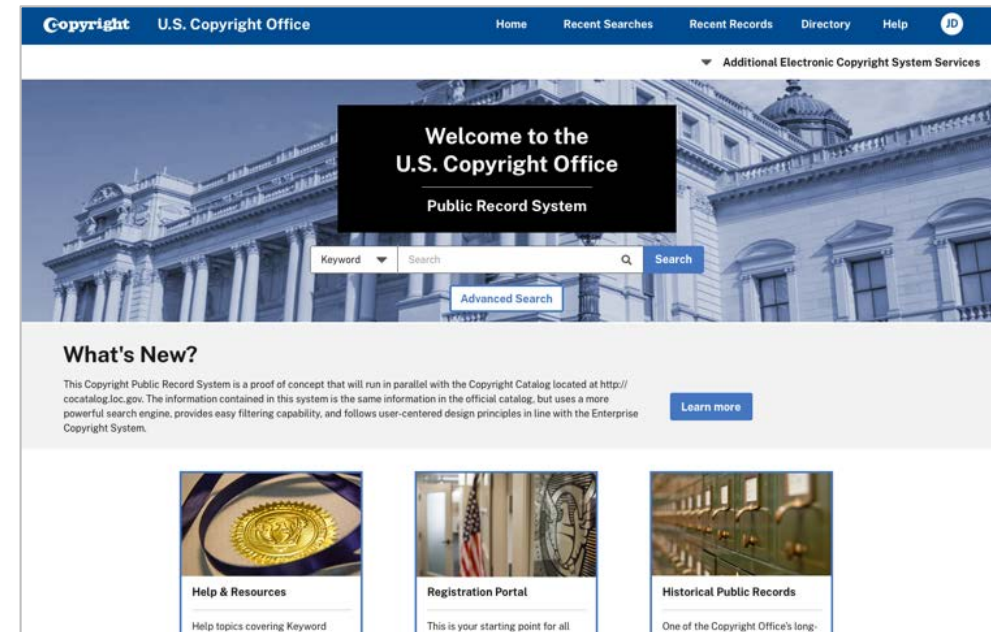 Copyright U.S. Copyright Office Home Recent Searches Recent Records Directory Help JD
Additional Electronic Copyright System Services
Welcome to the
U.S. Copyright Office
Public Record System
Keyword Search Search
Advanced Search
What's New?
This Copyright Public Record System is a proof of concept that will run in parallel with the Copyright Catalog located at http://
cocatalog.loc.gov. The information contained in this system is the same information in the official catalog, but uses a more
powerful search engine, provides easy filtering capability, and follows user-centered design principles in line with the Enterprise
Copyright System.
Learn more
Help & Resources
Help topics covering Keyword
Registration Portal
This is your starting point for all
Historical Public Records
One of the Copyright Office's long-